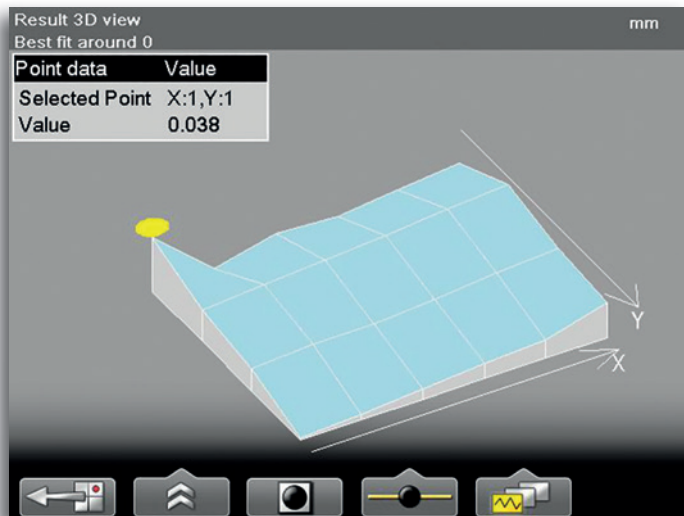 Result 3D view
mm
Best fit around 0
Point data Value
Selected Point X:1,Y:1
Value 0.038
Y
X